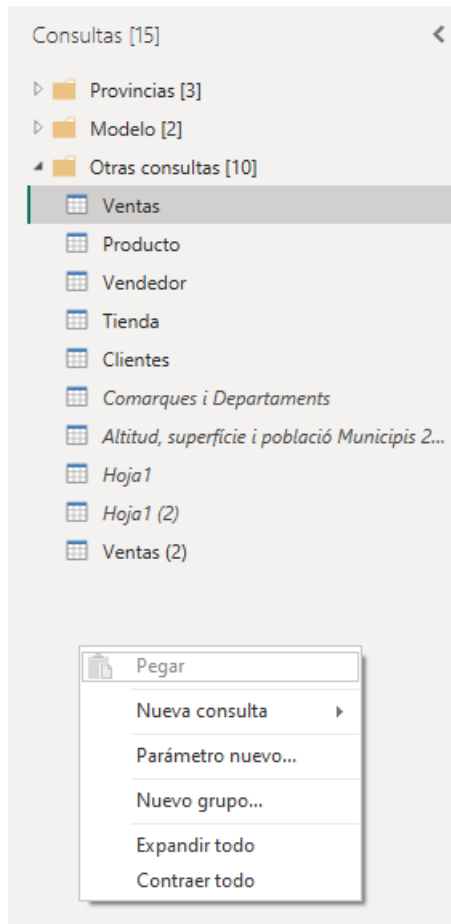 Consultas [15]
Provincias [3]
Modelo [2]
Otras consultas [10]
Ventas
Producto
Vendedor
Tienda
Clientes
Comarques i Departaments
Altitud, superfície i població Municipis 2...
Hoja1
Hoja1 (2)
Ventas (2)
Pegar
Nueva consulta
Parámetro nuevo...
Nuevo grupo...
Expandir todo
Contraer todo